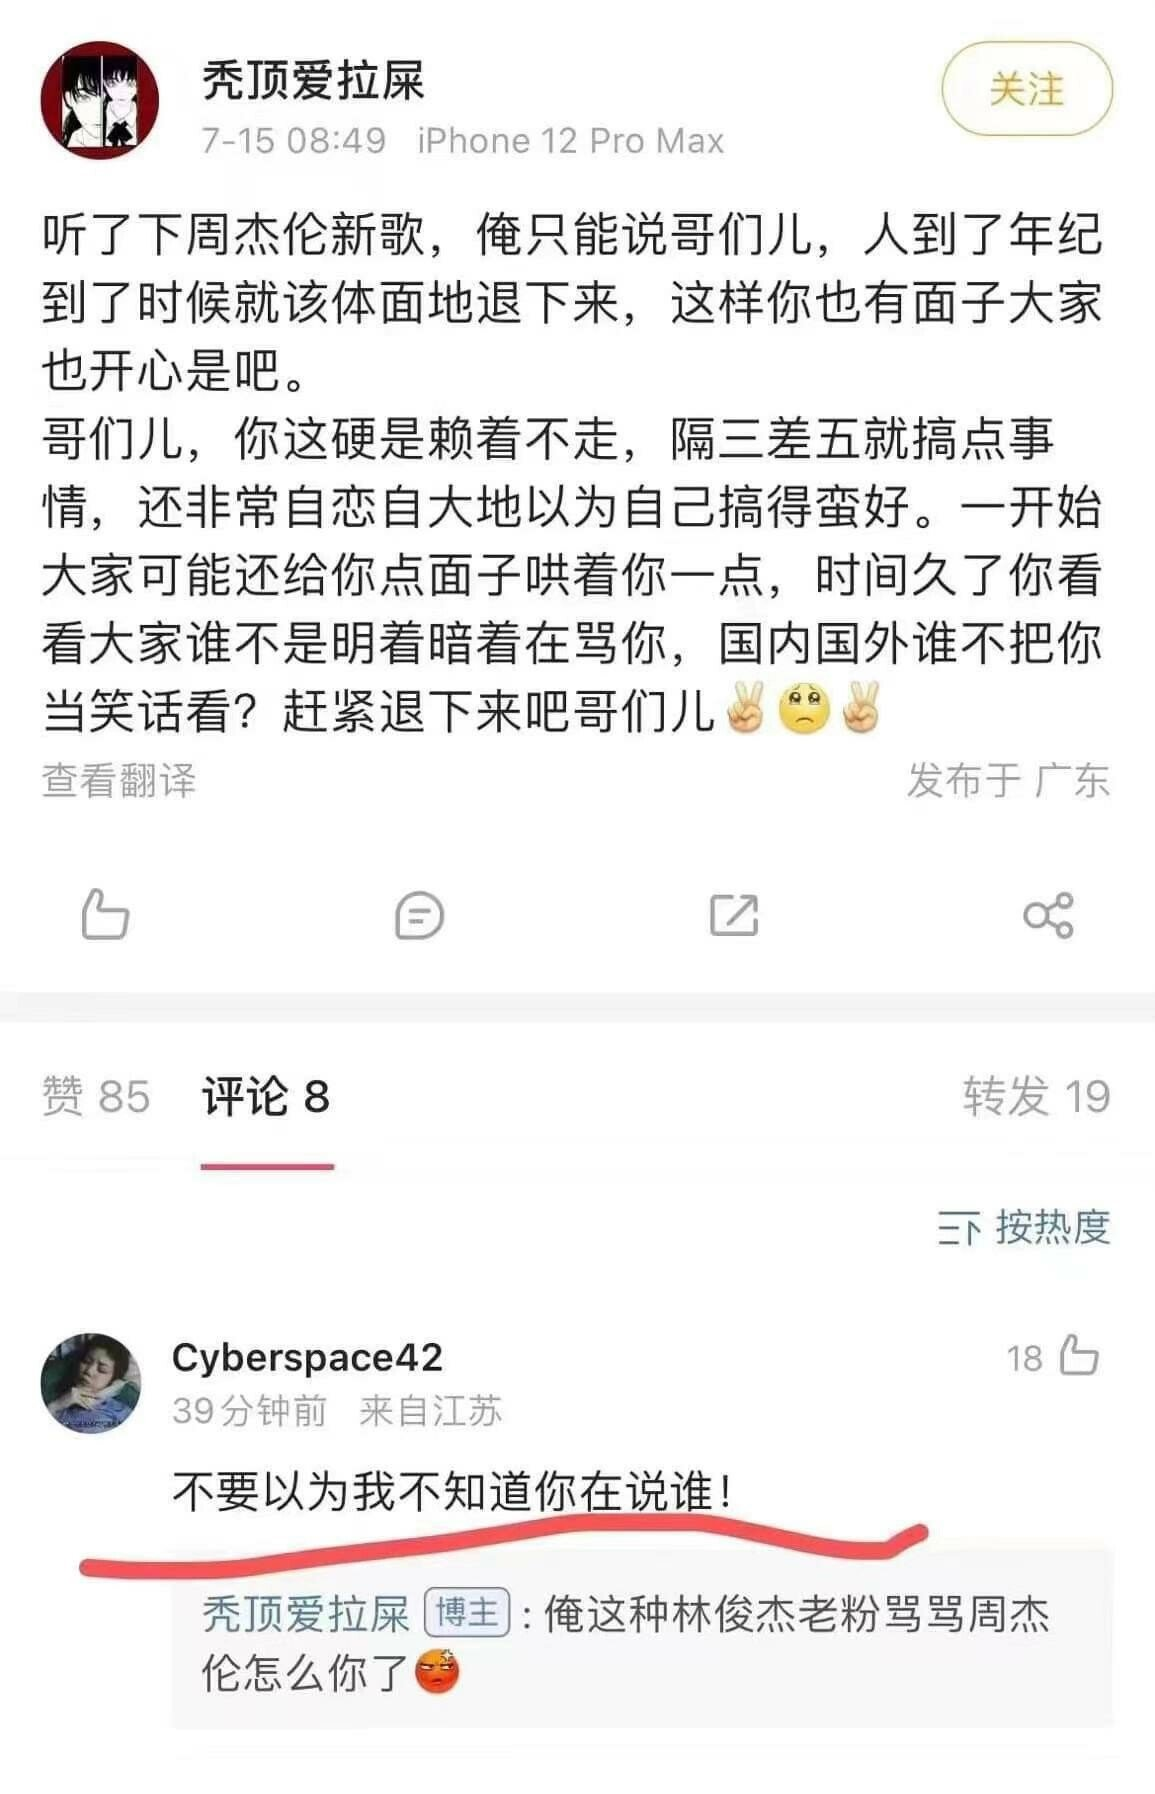 秃顶爱拉屎
关注
7-15 08:49 iPhone 12 Pro Max
听了下周杰伦新歌，俺只能说哥们儿，人到了年纪
到了时候就该体面地退下来，这样你也有面子大家
也开心是吧。
哥们儿，你这硬是赖着不走，隔三差五就搞点事
情，还非常自恋自大地以为自己搞得蛮好。一开始
大家可能还给你点面子哄着你一点，时间久了你看
看大家谁不是明着暗着在骂你，国内国外谁不把你
当笑话看？赶紧退下来吧哥们儿✌️🥺✌️
查看翻译 发布于 广东
赞 85 评论 8 转发 19
按热度
Cyberspace42 18
39分钟前 来自江苏
不要以为我不知道你在说谁！
秃顶爱拉屎 博主：俺这种林俊杰老粉骂骂周杰
伦怎么你了😡